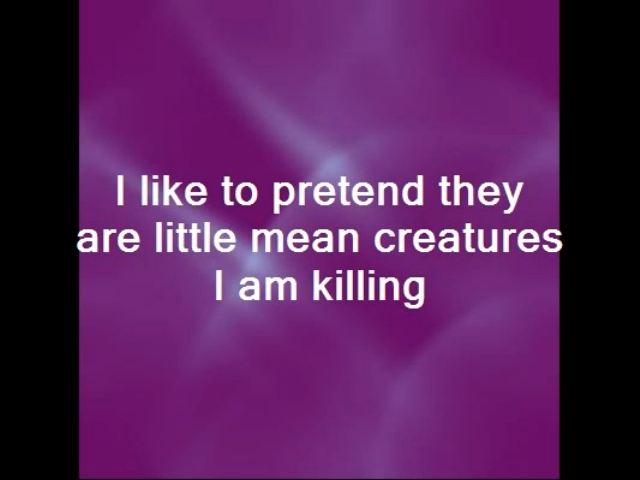 I like to pretend they
are little mean creatures
I am killing